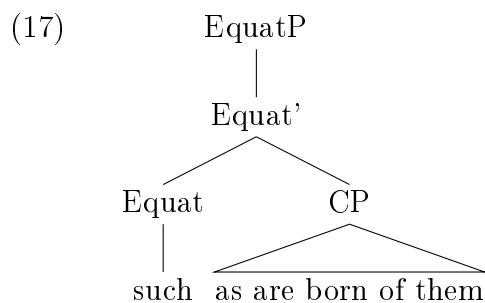 (17) EquatP
Equat'
Equat CP
such as are born of them